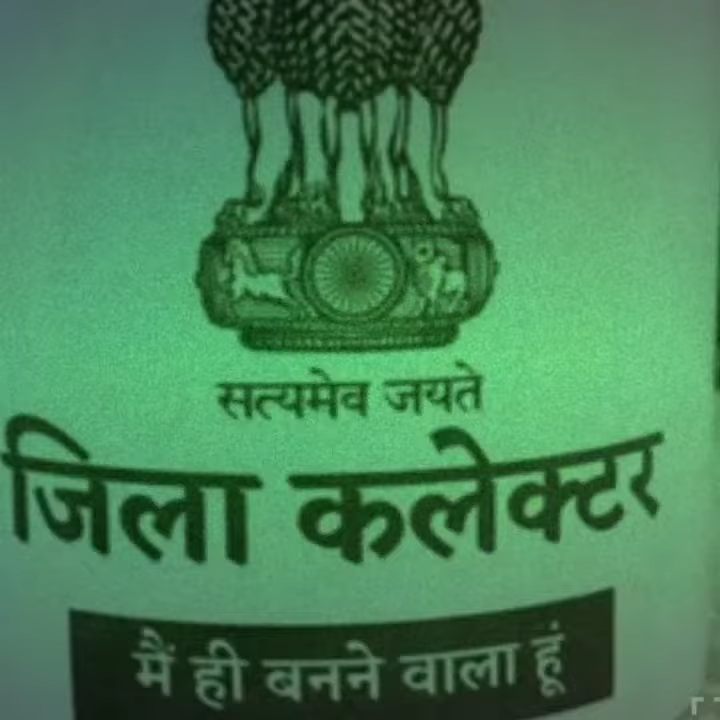 सत्यमेव जयते
जिला कलेक्टर
मैं ही बनने वाला हूं